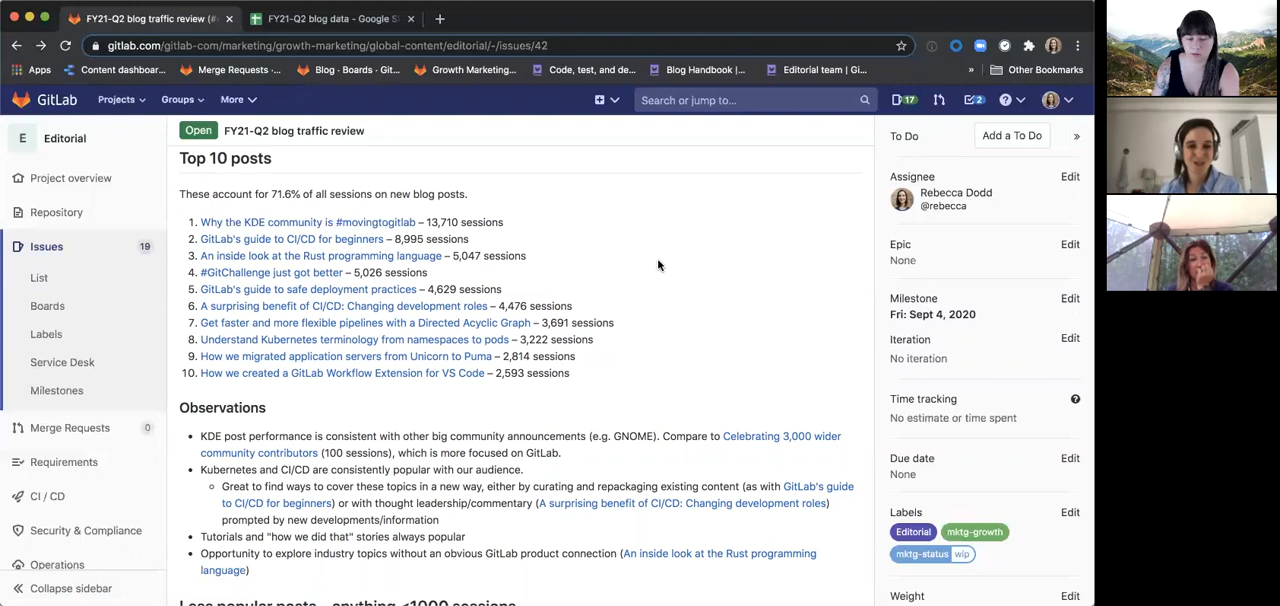 FY21-Q2 blog traffic review (#
FY21-Q2 blog data - Google S
gitlab.com/gitlab-com/marketing/growth-marketing/global-content/editorial/-/issues/42
Apps
Content dashboar...
Merge Requests ·...
Blog · Boards · Git...
Growth Marketing...
Code, test, and de...
Blog Handbook |...
Editorial team | Gi...
»
Other Bookmarks
GitLab
Projects
Groups
More
Search or jump to...
17
2
E
Editorial
Project overview
Repository
Issues
19
List
Boards
Labels
Service Desk
Milestones
Merge Requests
0
Requirements
CI / CD
Security & Compliance
Operations
Collapse sidebar
Open FY21-Q2 blog traffic review
Top 10 posts
These account for 71.6% of all sessions on new blog posts.
1. Why the KDE community is #movingtogitlab – 13,710 sessions
2. GitLab's guide to CI/CD for beginners – 8,995 sessions
3. An inside look at the Rust programming language – 5,047 sessions
4. #GitChallenge just got better – 5,026 sessions
5. GitLab's guide to safe deployment practices – 4,629 sessions
6. A surprising benefit of CI/CD: Changing development roles – 4,476 sessions
7. Get faster and more flexible pipelines with a Directed Acyclic Graph – 3,691 sessions
8. Understand Kubernetes terminology from namespaces to pods – 3,222 sessions
9. How we migrated application servers from Unicorn to Puma – 2,814 sessions
10. How we created a GitLab Workflow Extension for VS Code – 2,593 sessions
Observations
• KDE post performance is consistent with other big community announcements (e.g. GNOME). Compare to Celebrating 3,000 wider
community contributors (100 sessions), which is more focused on GitLab.
• Kubernetes and CI/CD are consistently popular with our audience.
◦ Great to find ways to cover these topics in a new way, either by curating and repackaging existing content (as with GitLab's guide
to CI/CD for beginners) or with thought leadership/commentary (A surprising benefit of CI/CD: Changing development roles)
prompted by new developments/information
• Tutorials and "how we did that" stories always popular
• Opportunity to explore industry topics without an obvious GitLab product connection (An inside look at the Rust programming
language)
Less popular posts - anything <1000 sessions
To Do
Add a To Do
»
Assignee
Edit
Rebecca Dodd
@rebecca
Epic
Edit
None
Milestone
Edit
Fri: Sept 4, 2020
Iteration
Edit
No iteration
Time tracking
No estimate or time spent
Due date
Edit
None
Labels
Edit
Editorial
mktg-growth
mktg-status wip
Weight
Edit